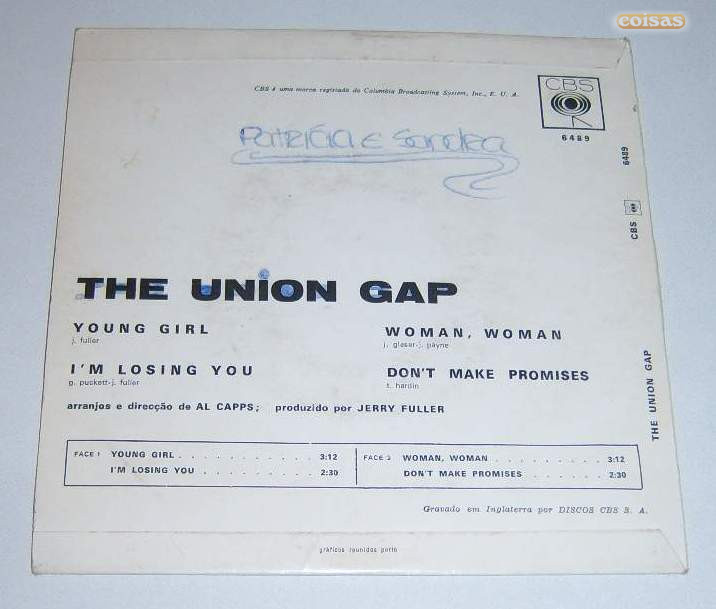 coisas
CBS é uma marca registada de Columbia Broadcasting System, Inc., E. U. A.
CBS
6489
Patricia e Sandra
THE UNION GAP
YOUNG GIRL
j. fuller
WOMAN, WOMAN
j. glaser-j. payne
I'M LOSING YOU
g. puckett-j. fuller
DON'T MAKE PROMISES
t. hardin
arranjos e direcção de AL CAPPS; produzido por JERRY FULLER
FACE 1 YOUNG GIRL . . . . . . . . . . . . 3:12
I'M LOSING YOU . . . . . . . . . 2:30
FACE 2 WOMAN, WOMAN . . . . . . . . . 3:12
DON'T MAKE PROMISES . . . . . . 2:30
Gravado em Inglaterra por DISCOS CBS S. A.
gráficos reunidos porto
6489
CBS
THE UNION GAP